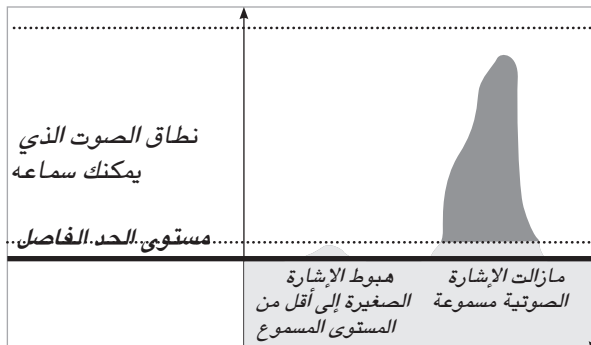 نطاق الصوت الذي
يمكنك سماعه
مستوى الحد الفاصل
مازالت الإشارة
الصوتية مسموعة
هبوط الإشارة
الصغيرة إلى أقل من
المستوى المسموع